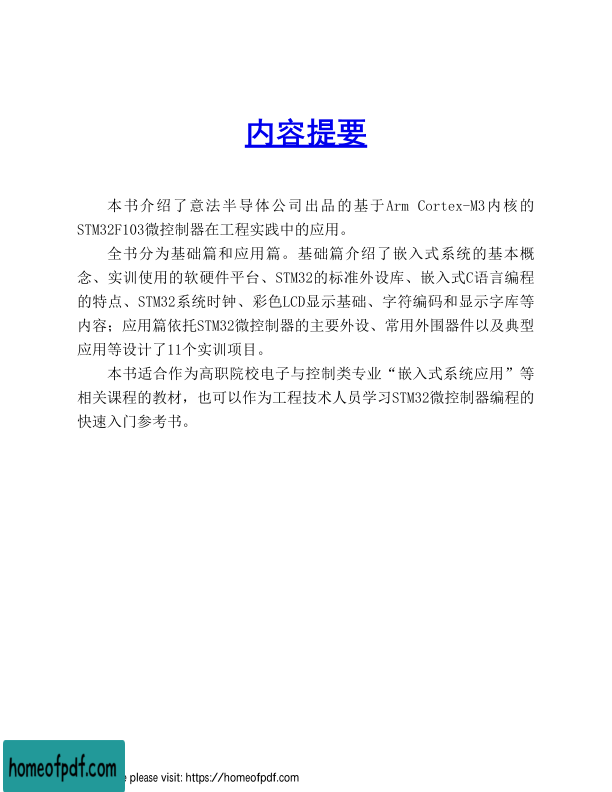 内容提要
本书介绍了意法半导体公司出品的基于Arm Cortex-M3内核的
STM32F103微控制器在工程实践中的应用。
全书分为基础篇和应用篇。基础篇介绍了嵌入式系统的基本概
念、实训使用的软硬件平台、STM32的标准外设库、嵌入式C语言编程
的特点、STM32系统时钟、彩色LCD显示基础、字符编码和显示字库等
内容；应用篇依托STM32微控制器的主要外设、常用外围器件以及典型
应用等设计了11个实训项目。
本书适合作为高职院校电子与控制类专业“嵌入式系统应用”等
相关课程的教材，也可以作为工程技术人员学习STM32微控制器编程的
快速入门参考书。
homeofpdf.com
e please visit: https://homeofpdf.com